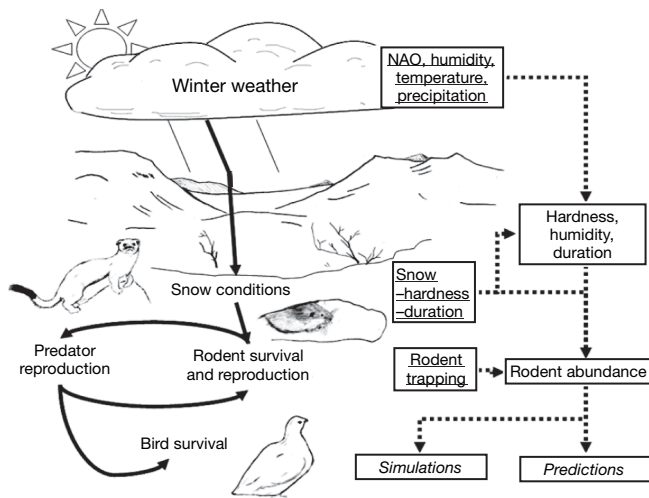 Winter weather
NAO, humidity,
temperature,
precipitation
Hardness,
humidity,
duration
Snow conditions
Snow
–hardness
–duration
Predator
reproduction
Rodent survival
and reproduction
Rodent
trapping
Rodent abundance
Bird survival
Simulations
Predictions